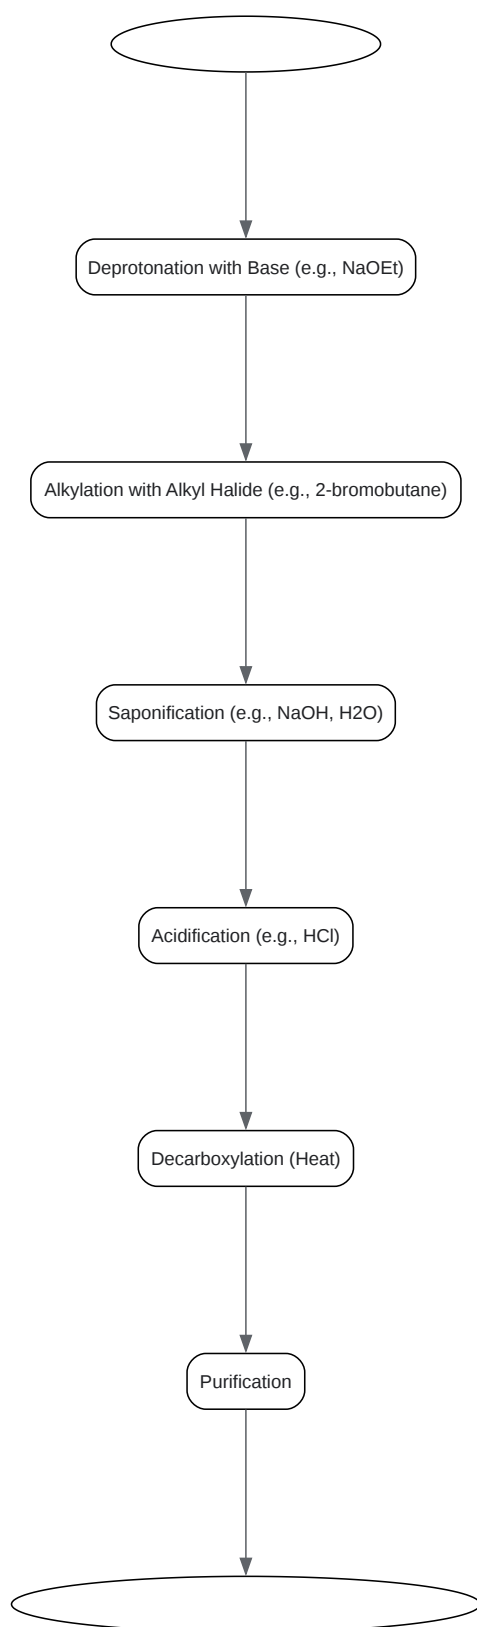 Deprotonation with Base (e.g., NaOEt)
Alkylation with Alkyl Halide (e.g., 2-bromobutane)
Saponification (e.g., NaOH, H2O)
Acidification (e.g., HCl)
Decarboxylation (Heat)
Purification